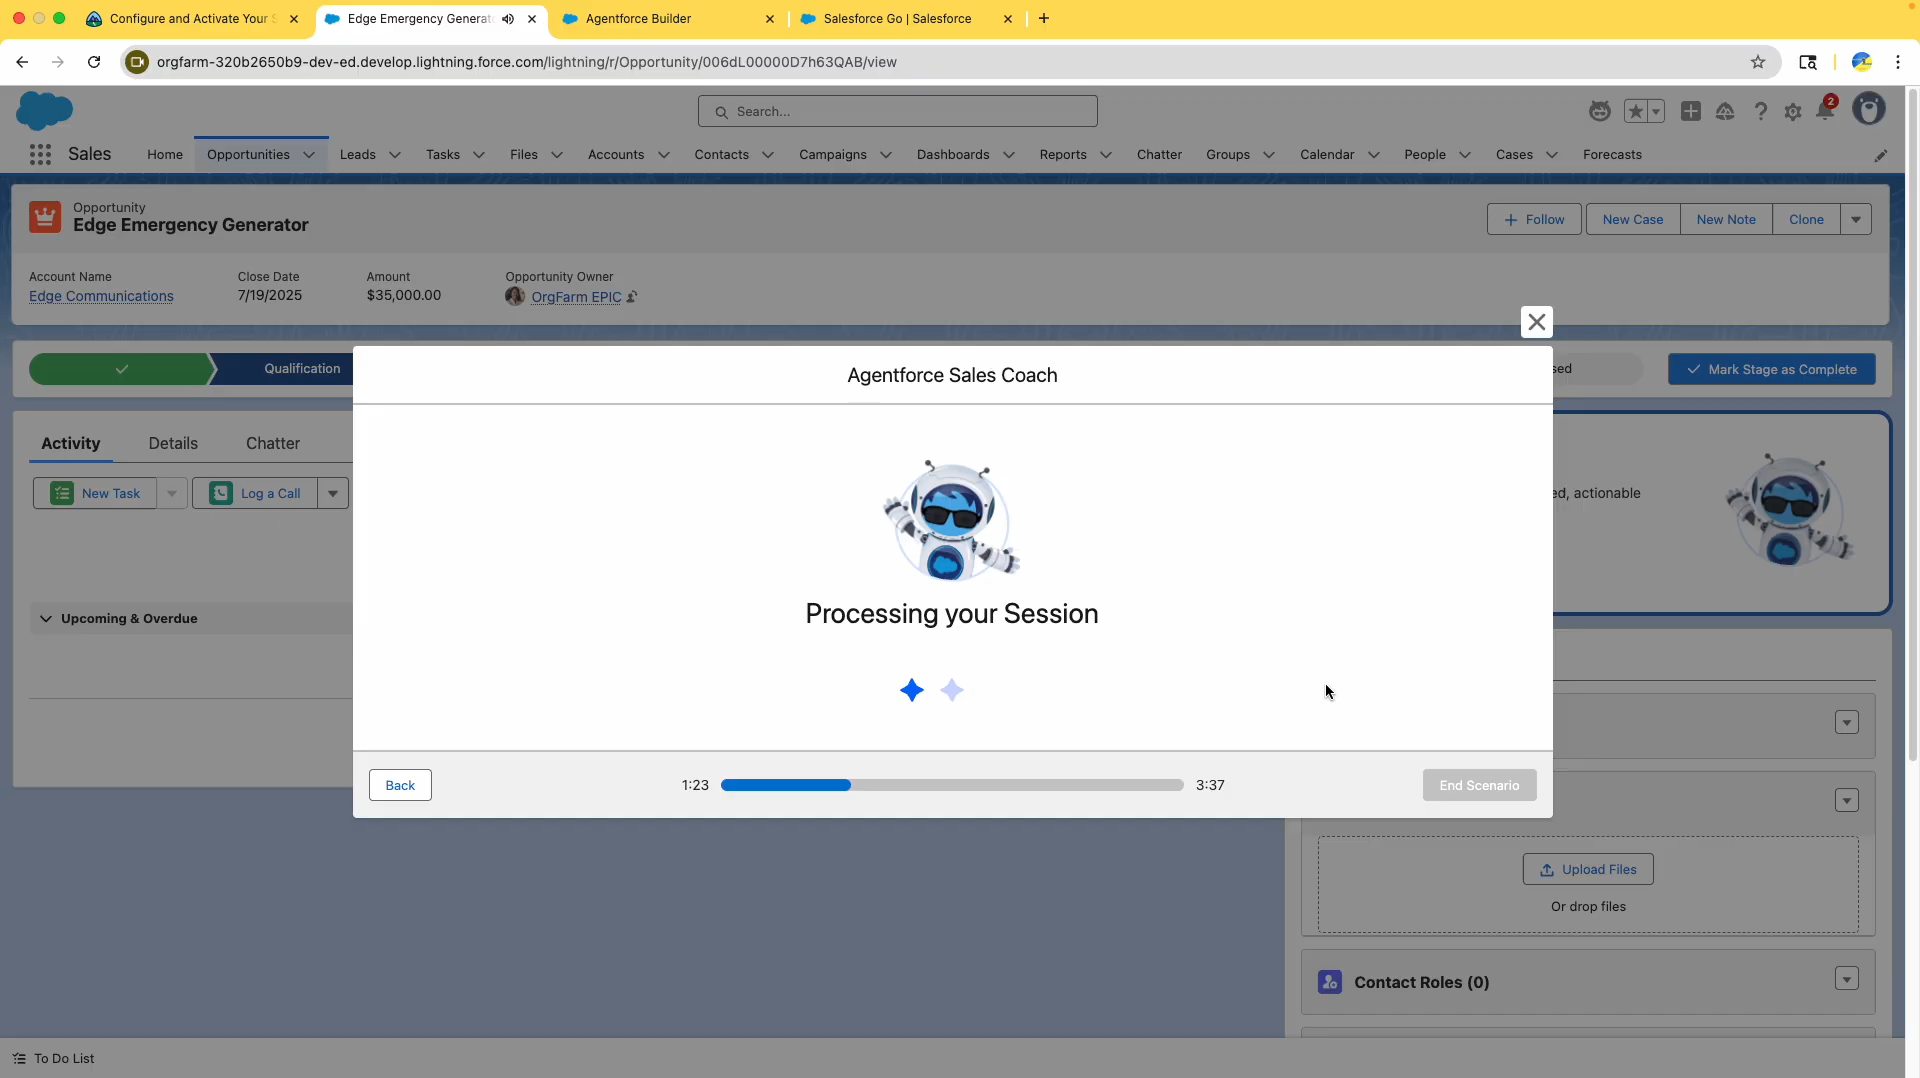 Configure and Activate Your S
Edge Emergency Generat
Agentforce Builder
Salesforce Go | Salesforce
orgfarm-320b2650b9-dev-ed.develop.lightning.force.com/lightning/r/Opportunity/006dL00000D7h63QAB/view
Search...
2
Sales
Home
Opportunities
Leads
Tasks
Files
Accounts
Contacts
Campaigns
Dashboards
Reports
Chatter
Groups
Calendar
People
Cases
Forecasts
Opportunity
Edge Emergency Generator
Follow
New Case
New Note
Clone
Account Name
Close Date
Amount
Opportunity Owner
Edge Communications
7/19/2025
$35,000.00
OrgFarm EPIC
Qualification
Mark Stage as Complete
Agentforce Sales Coach
Activity
Details
Chatter
New Task
Log a Call
actionable
Upcoming & Overdue
Processing your Session
Back
1:23
3:37
End Scenario
Upload Files
Or drop files
Contact Roles (0)
To Do List